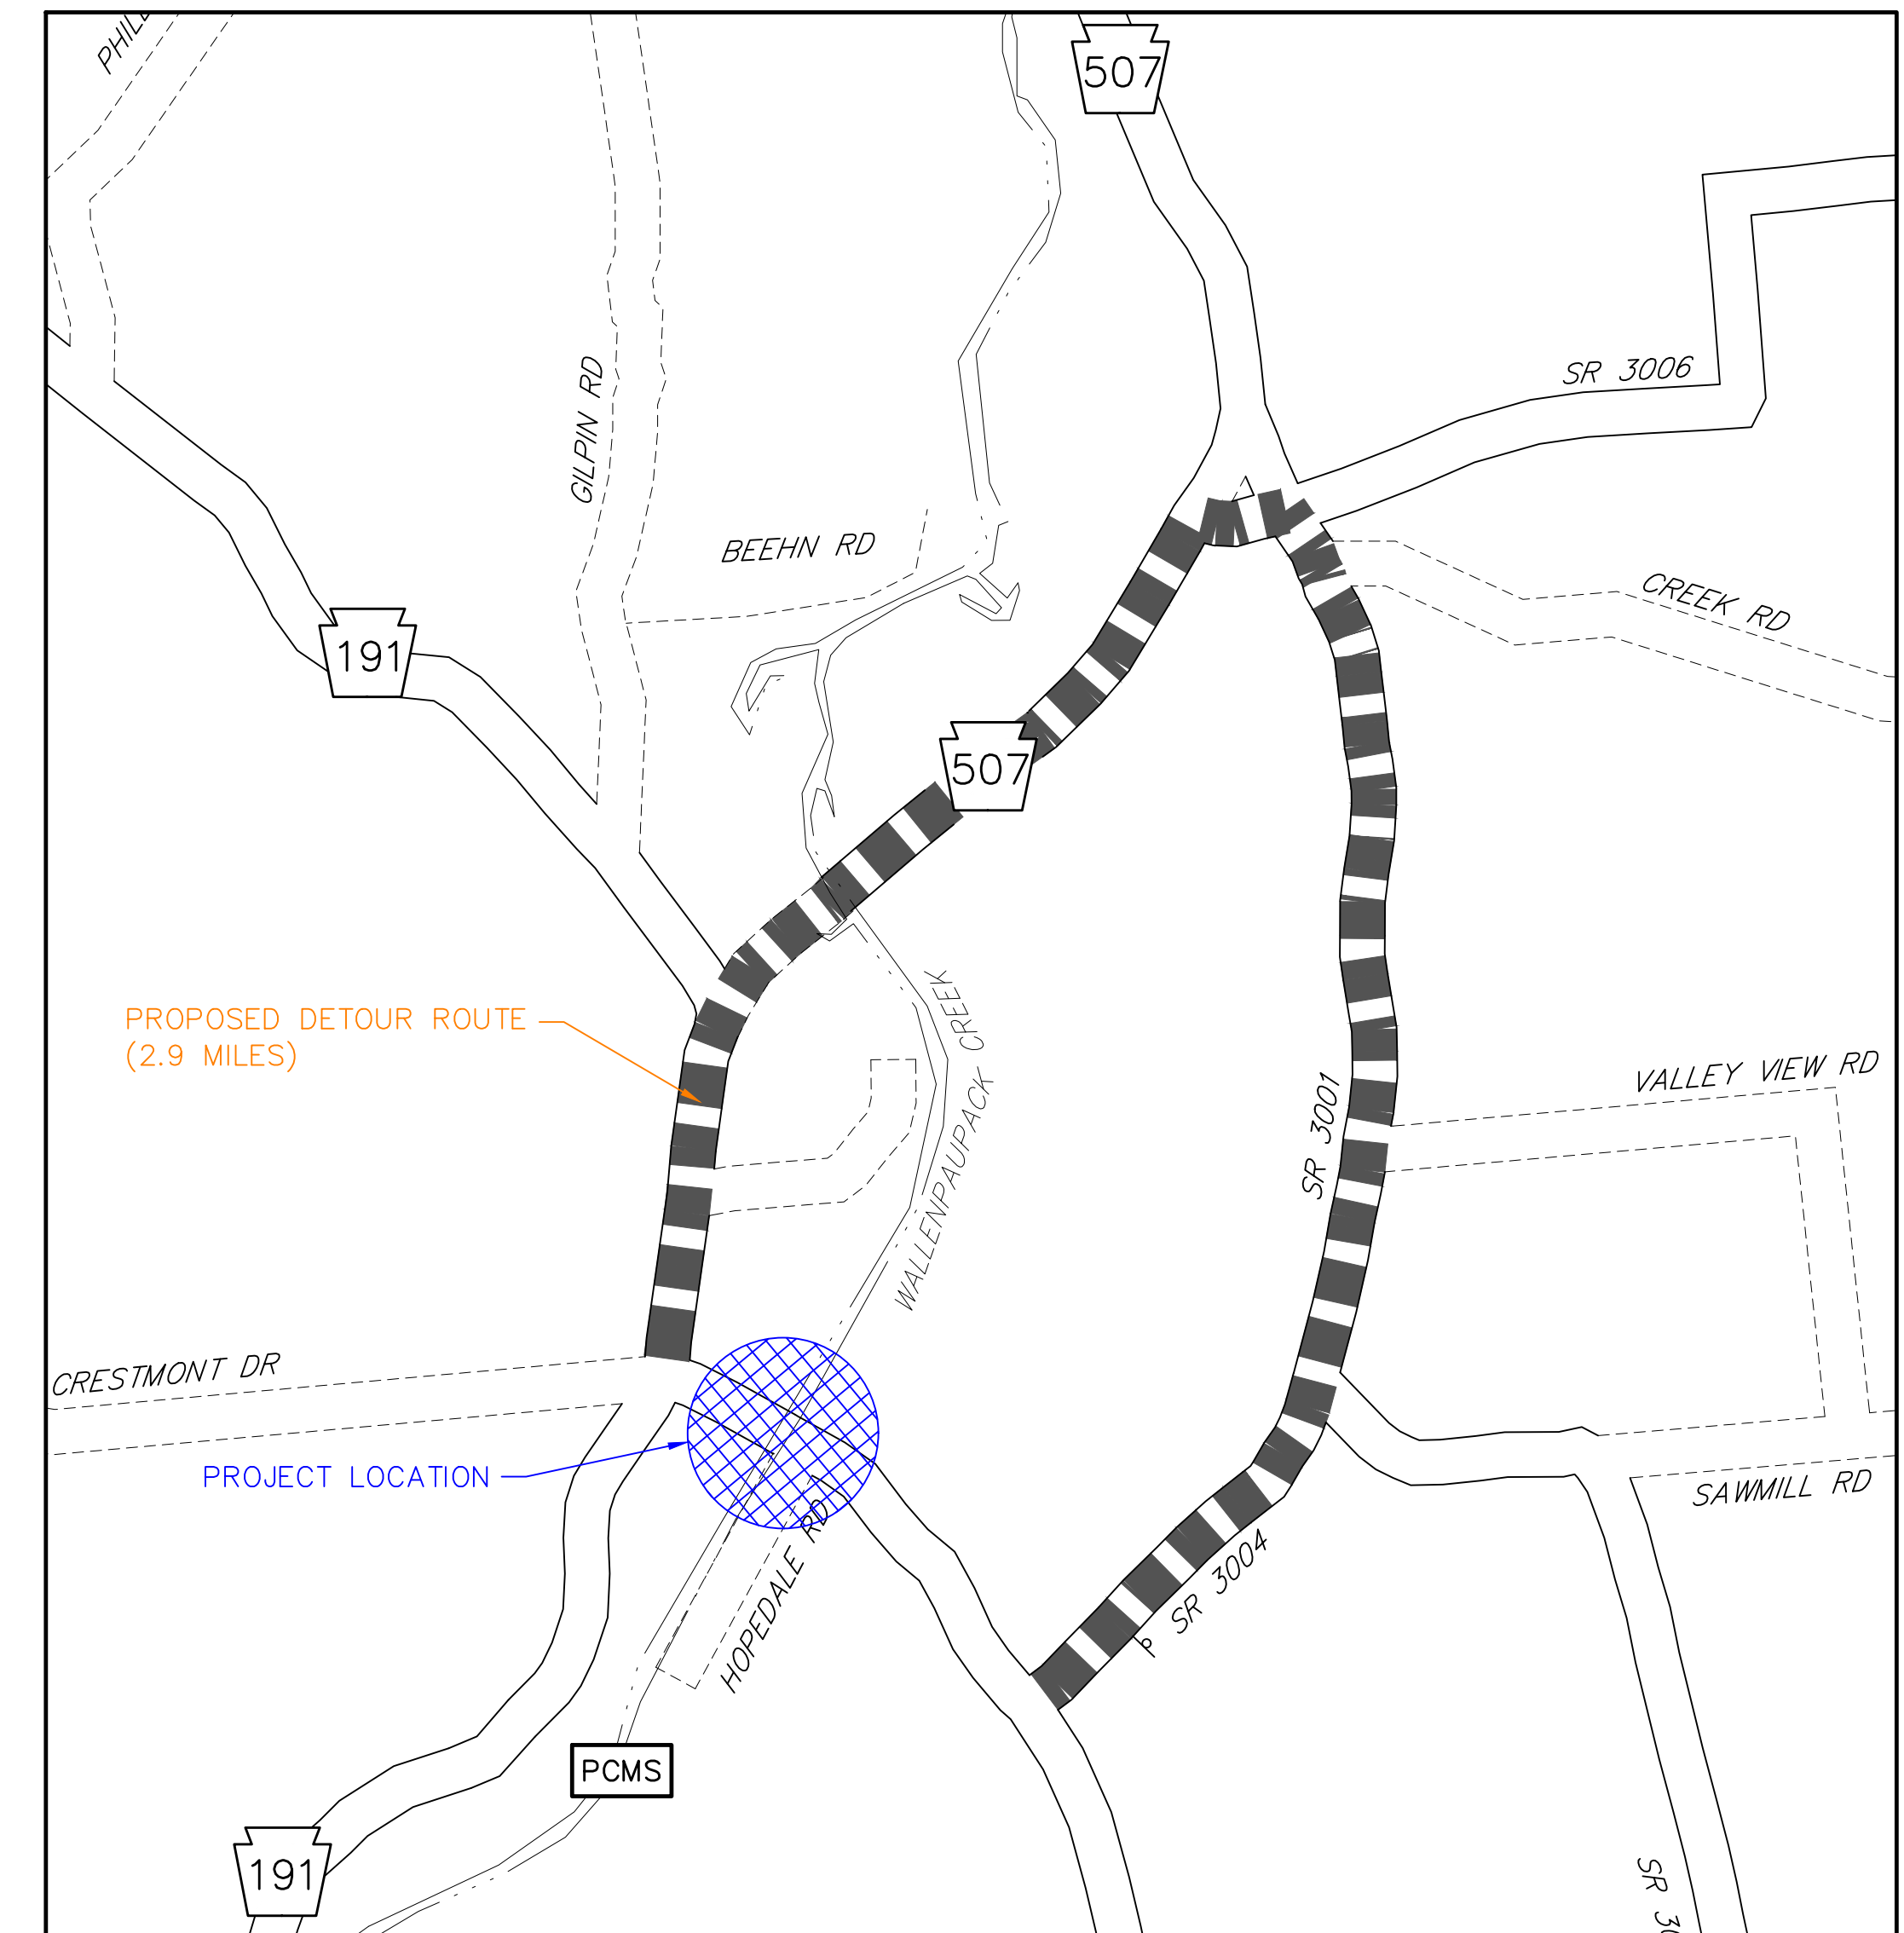 507
SR 3006
GILPIN RD
BEEHN RD
CREEK RD
191
507
PROPOSED DETOUR ROUTE
(2.9 MILES)
WALLENPAUPACK CREEK
VALLEY VIEW RD
SR 3001
CRESTMONT DR
PROJECT LOCATION
SAWMILL RD
HOPEDALE RD
SR 3004
PCMS
191